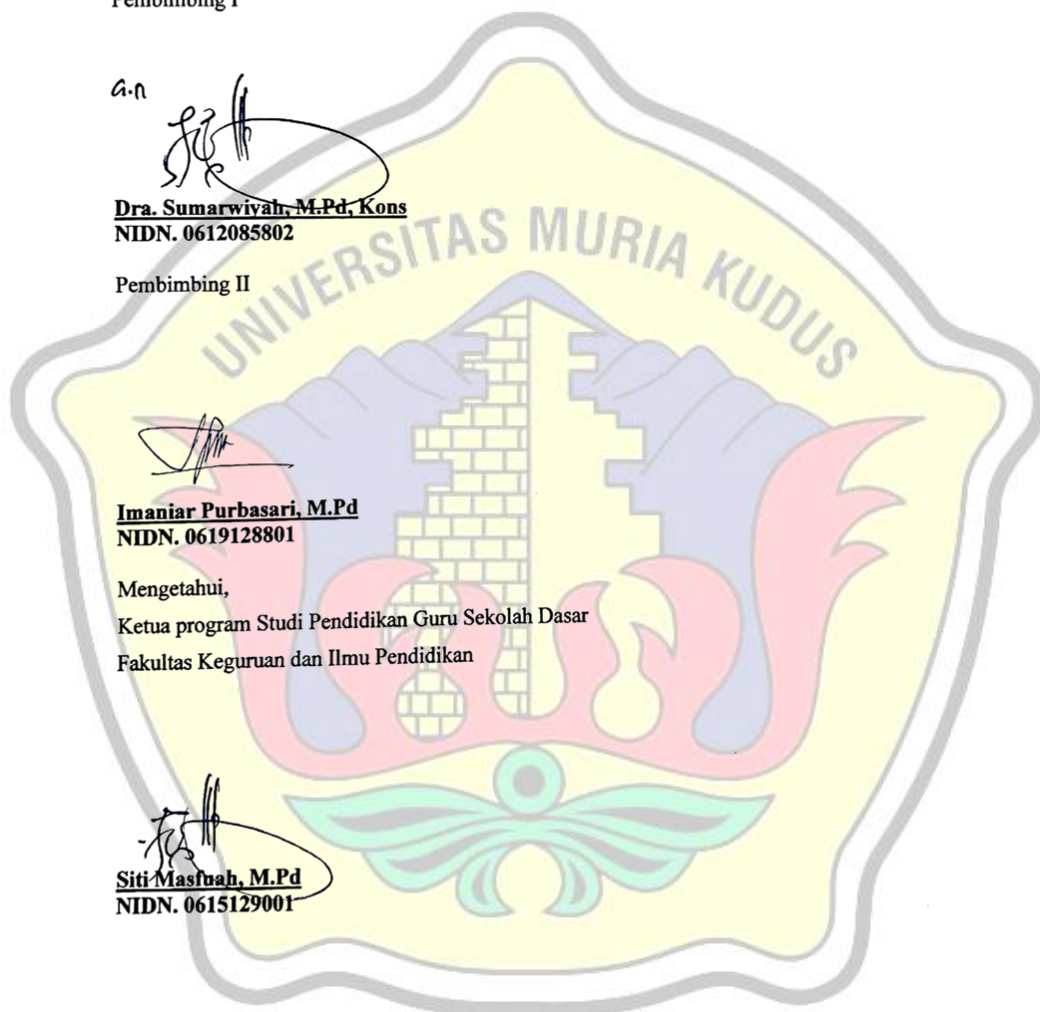 Pembimbing I
a.n
Dra. Sumarwiyah, M.Pd, Kons
NIDN. 0612085802
UNIVERSITAS MURIA KUDUS
Pembimbing II
Imaniar Purbasari, M.Pd
NIDN. 0619128801
Mengetahui,
Ketua program Studi Pendidikan Guru Sekolah Dasar
Fakultas Keguruan dan Ilmu Pendidikan
Siti Masfuah, M.Pd
NIDN. 0615129001